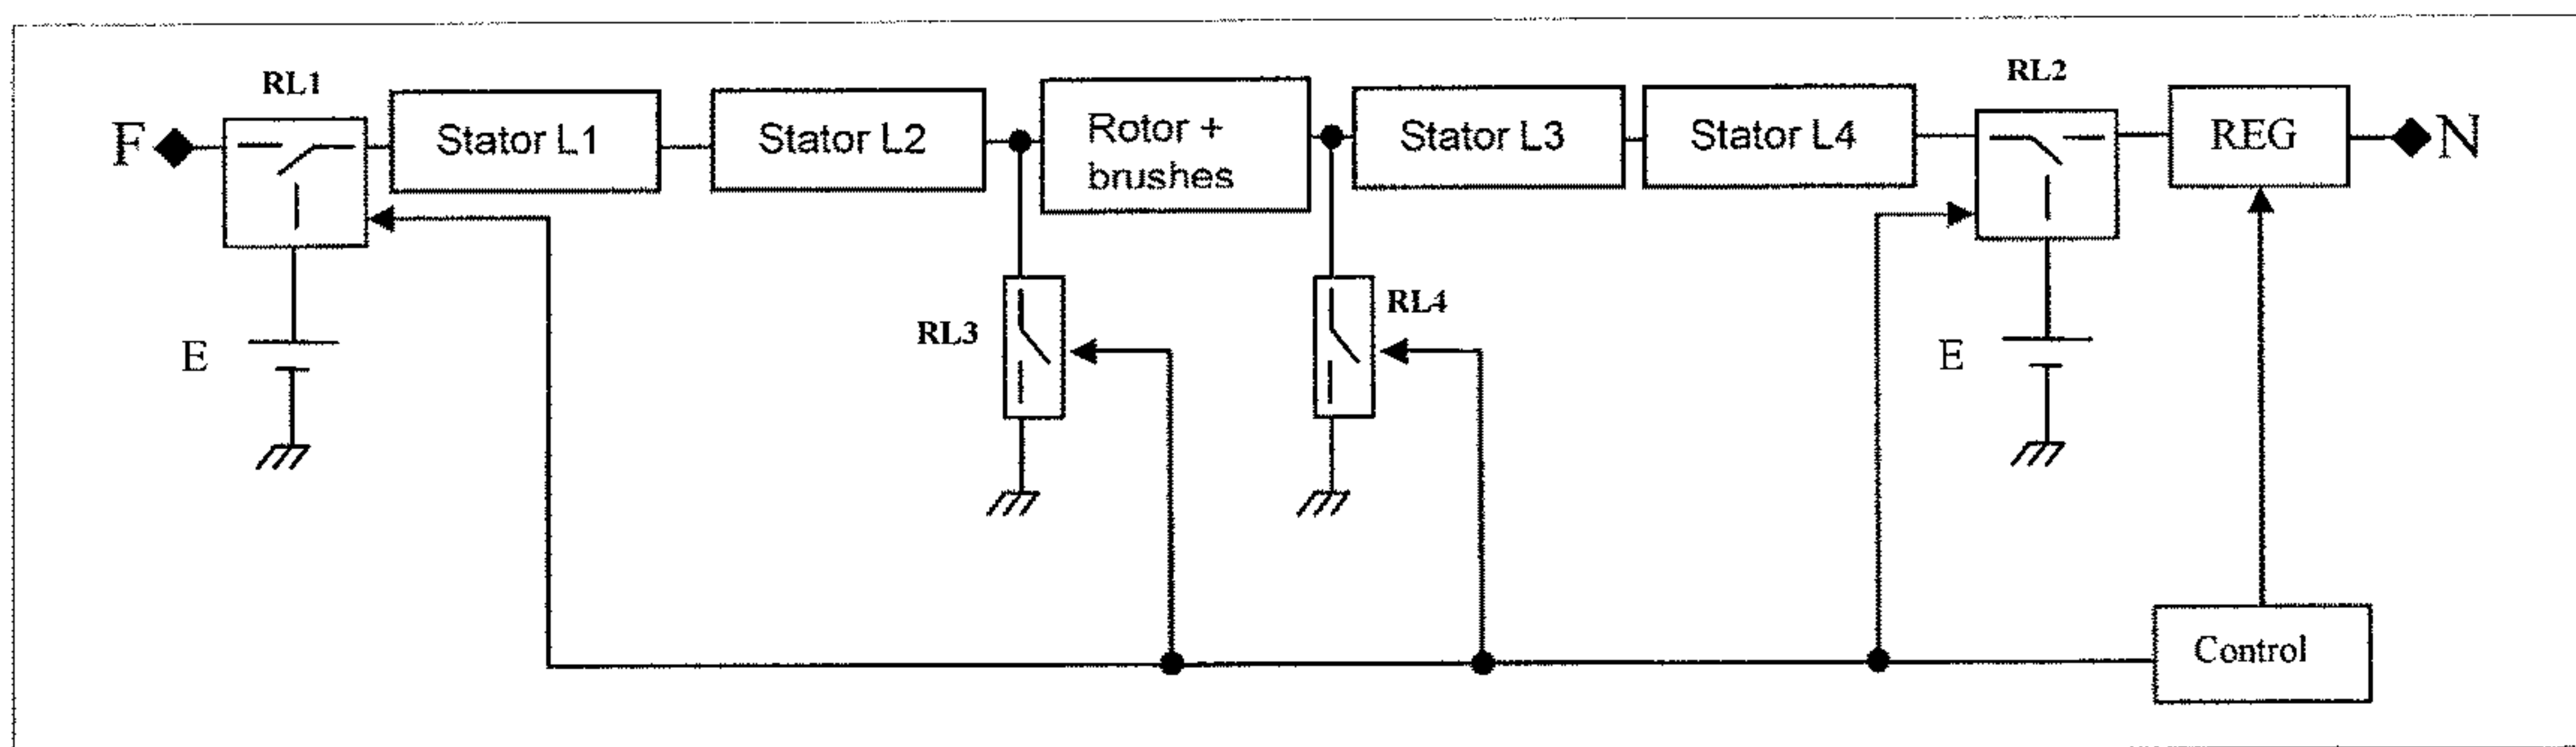 RL1
RL2
F
Stator L1
Stator L2
Rotor +
brushes
Stator L3
Stator L4
REG
N
RL3
RL4
E
E
Control